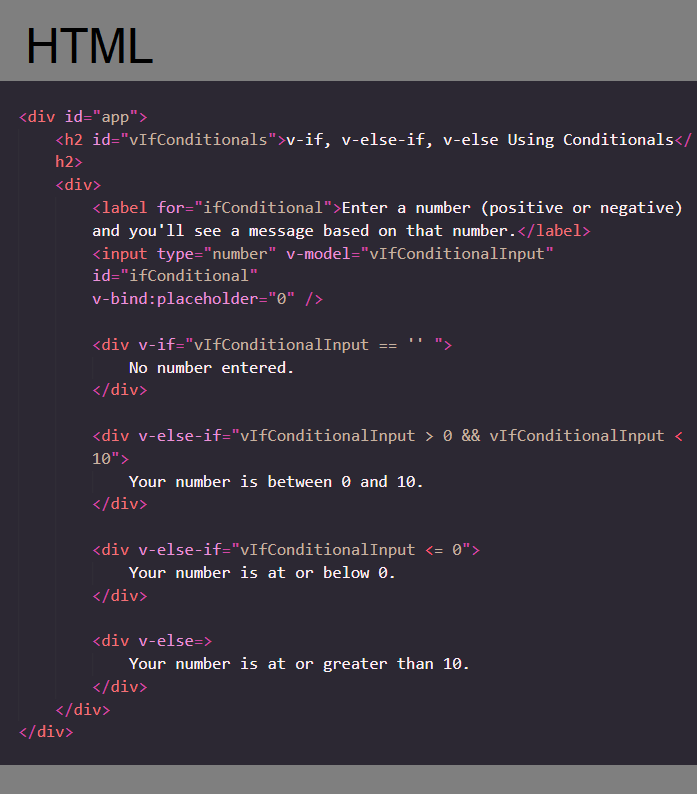 HTML
<div id="app">
<h2 id="vIfConditionals">v-if, v-else-if, v-else Using Conditionals</
h2>
<div>
<label for="ifConditional">Enter a number (positive or negative)
and you'll see a message based on that number.</label>
<input type="number" v-model="vIfConditionalInput"
id="ifConditional"
v-bind:placeholder="0" />
<div v-if="vIfConditionalInput == '' ">
No number entered.
</div>
<div v-else-if="vIfConditionalInput > 0 && vIfConditionalInput <
10">
Your number is between 0 and 10.
</div>
<div v-else-if="vIfConditionalInput <= 0">
Your number is at or below 0.
</div>
<div v-else=>
Your number is at or greater than 10.
</div>
</div>
</div>